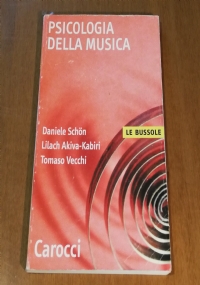 PSICOLOGIA
DELLA MUSICA
Daniele Schön
Lilach Akiva-Kabiri
Tomaso Vecchi
LE BUSSOLE
Carocci